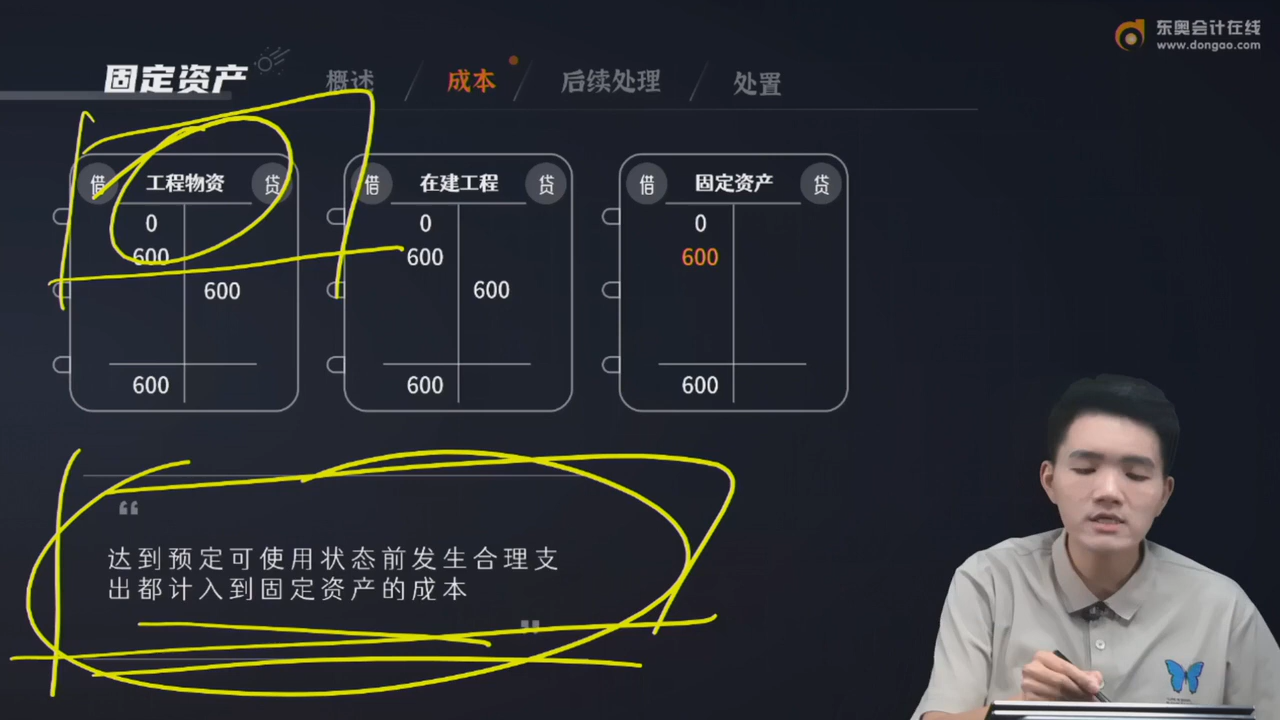 东奥会计在线
www.dongao.com
固定资产
概述 / 成本 / 后续处理 / 处置
借 工程物资 贷
0
600
600
600
借 在建工程 贷
0
600
600
600
借 固定资产 贷
0
600
600
“
达到预定可使用状态前发生合理支
出都计入到固定资产的成本
”